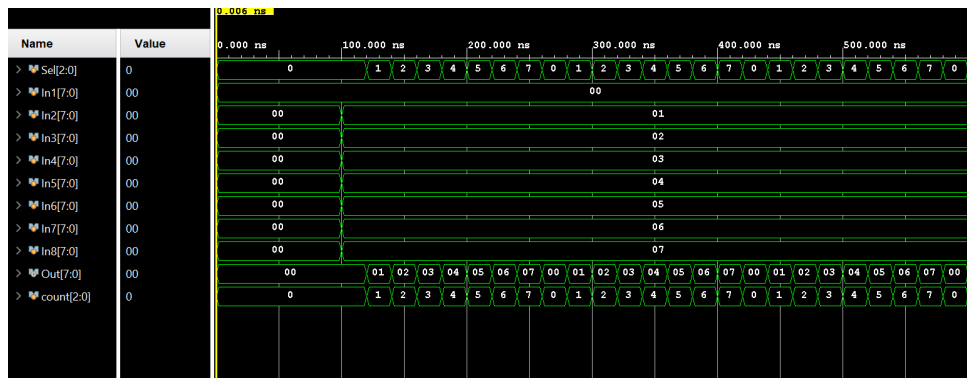 0.006 ns
Name Value 0.000 ns 100.000 ns 200.000 ns 300.000 ns 400.000 ns 500.000 ns
Sel[2:0] 0 0 1 2 3 4 5 6 7 0 1 2 3 4 5 6 7 0 1 2 3 4 5 6 7 0
In1[7:0] 00 00
In2[7:0] 00 00 01
In3[7:0] 00 00 02
In4[7:0] 00 00 03
In5[7:0] 00 00 04
In6[7:0] 00 00 05
In7[7:0] 00 00 06
In8[7:0] 00 00 07
Out[7:0] 00 00 01 02 03 04 05 06 07 00 01 02 03 04 05 06 07 00 01 02 03 04 05 06 07 00
count[2:0] 0 0 1 2 3 4 5 6 7 0 1 2 3 4 5 6 7 0 1 2 3 4 5 6 7 0